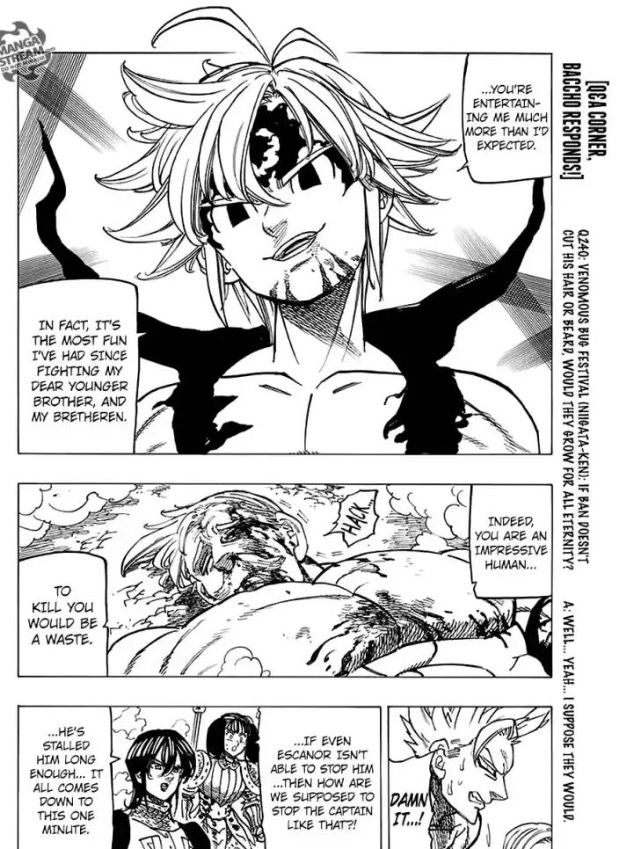 MANGA
STREAM
[Q&A CORNER,
BACCHO RESPONDS!]
Q240: VENOMOUS BUG FESTIVAL (NIIGATA-KEN): IF BAN DOESN'T
CUT HIS HAIR OR BEARD, WOULD THEY GROW FOR ALL ETERNITY?
A: WELL... YEAH... I SUPPOSE THEY WOULD.
...YOU'RE
ENTERTAIN-
ING ME MUCH
MORE THAN I'D
EXPECTED.
IN FACT, IT'S
THE MOST FUN
I'VE HAD SINCE
FIGHTING MY
DEAR YOUNGER
BROTHER, AND
MY BRETHEREN.
INDEED,
YOU ARE AN
IMPRESSIVE
HUMAN...
HACK...
TO
KILL YOU
WOULD BE
A WASTE.
DAMN
IT...!
...IF EVEN
ESCANOR ISN'T
ABLE TO STOP HIM
...THEN HOW ARE
WE SUPPOSED TO
STOP THE CAPTAIN
LIKE THAT?!
...HE'S
STALLED
HIM LONG
ENOUGH... IT
ALL COMES
DOWN TO
THIS ONE
MINUTE.